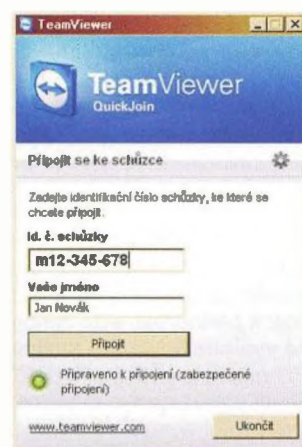 TeamViewer
TeamViewer
QuickJoin
Připojit se ke schůzce
Zadejte identifikační číslo schůzky, ke které se
chcete připojit.
Id. č. schůzky
m12-345-678
Vaše jméno
Jan Novák
Připojit
Připraveno k připojení (zabezpečené
připojení)
www.teamviewer.com
Ukončit